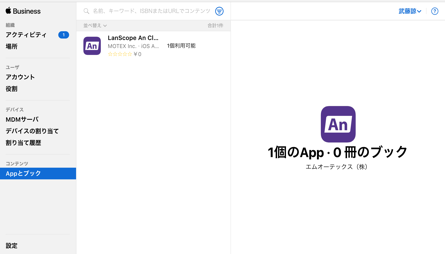 Business
組織
アクティビティ 1
場所
ユーザ
アカウント
役割
デバイス
MDMサーバ
デバイスの割り当て
割り当て履歴
コンテンツ
Appとブック
設定
名前、キーワード、ISBNまたはURLでコンテンツ
並べ替え
合計1件
LanScope An Cl...
MOTEX Inc. · iOS A...
¥0
1個利用可能
武藤諒
An
An
1個のApp · 0 冊のブック
エムオーテックス（株）